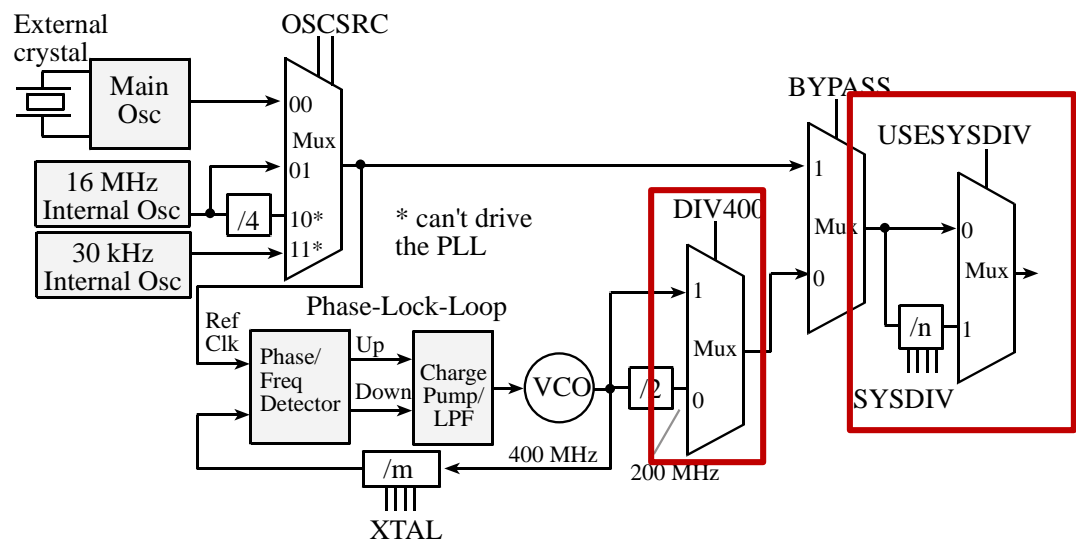 External
crystal
OSCSRC
Main
Osc
00
Mux
01
16 MHz
Internal Osc
/4
10*
11*
30 kHz
Internal Osc
* can't drive
the PLL
BYPASS
1
Mux
0
USESYSDIV
0
Mux
/n
1
SYSDIV
DIV400
1
Mux
/2
0
200 MHz
Phase-Lock-Loop
Ref
Clk
Phase/
Freq
Detector
Up
Down
Charge
Pump/
LPF
VCO
400 MHz
/m
XTAL